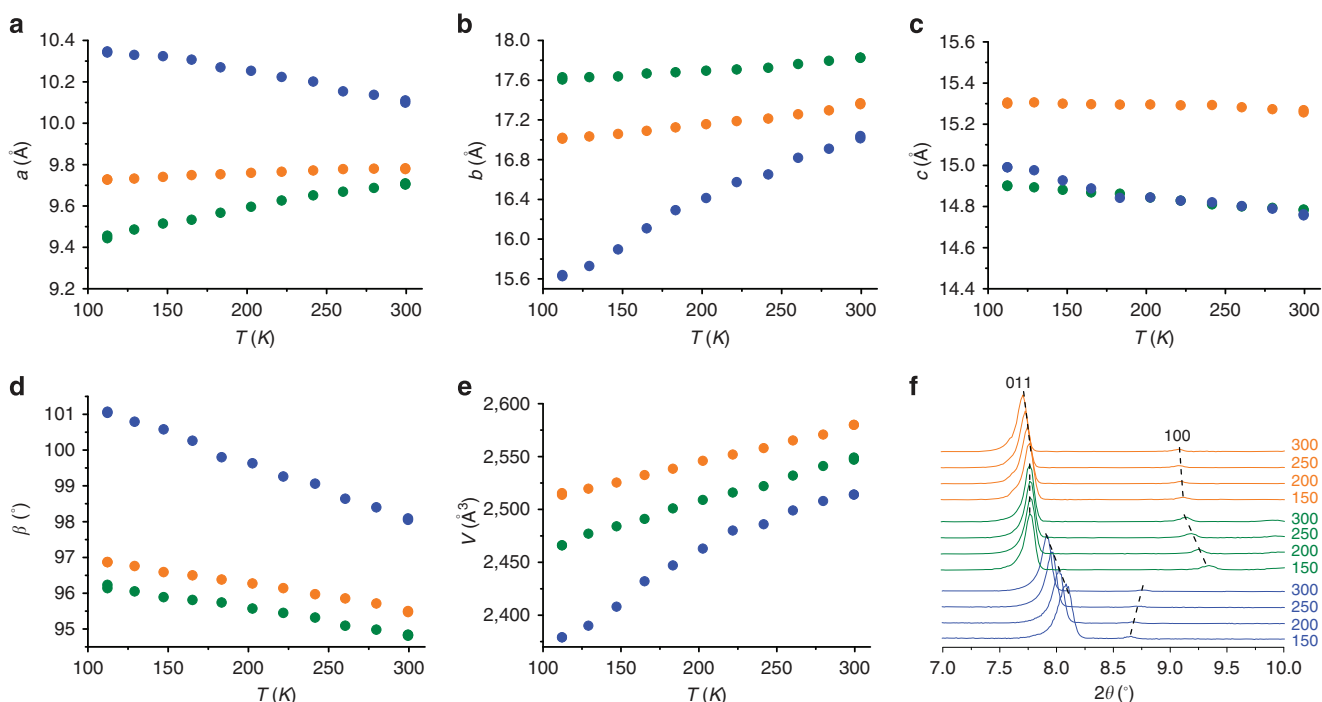 a
10.4
10.2
10.0
9.8
9.6
9.4
9.2
a (Å)
100 150 200 250 300
T (K)
b
18.0
17.6
17.2
16.8
16.4
16.0
15.6
b (Å)
100 150 200 250 300
T (K)
c
15.6
15.4
15.2
15.0
14.8
14.6
14.4
c (Å)
100 150 200 250 300
T (K)
d
101
100
99
98
97
96
95
β (°)
100 150 200 250 300
T (K)
e
2,600
2,550
2,500
2,450
2,400
V (Å³)
100 150 200 250 300
T (K)
f
011
100
300
250
200
150
300
250
200
150
300
250
200
150
7.0 7.5 8.0 8.5 9.0 9.5 10.0
2θ (°)